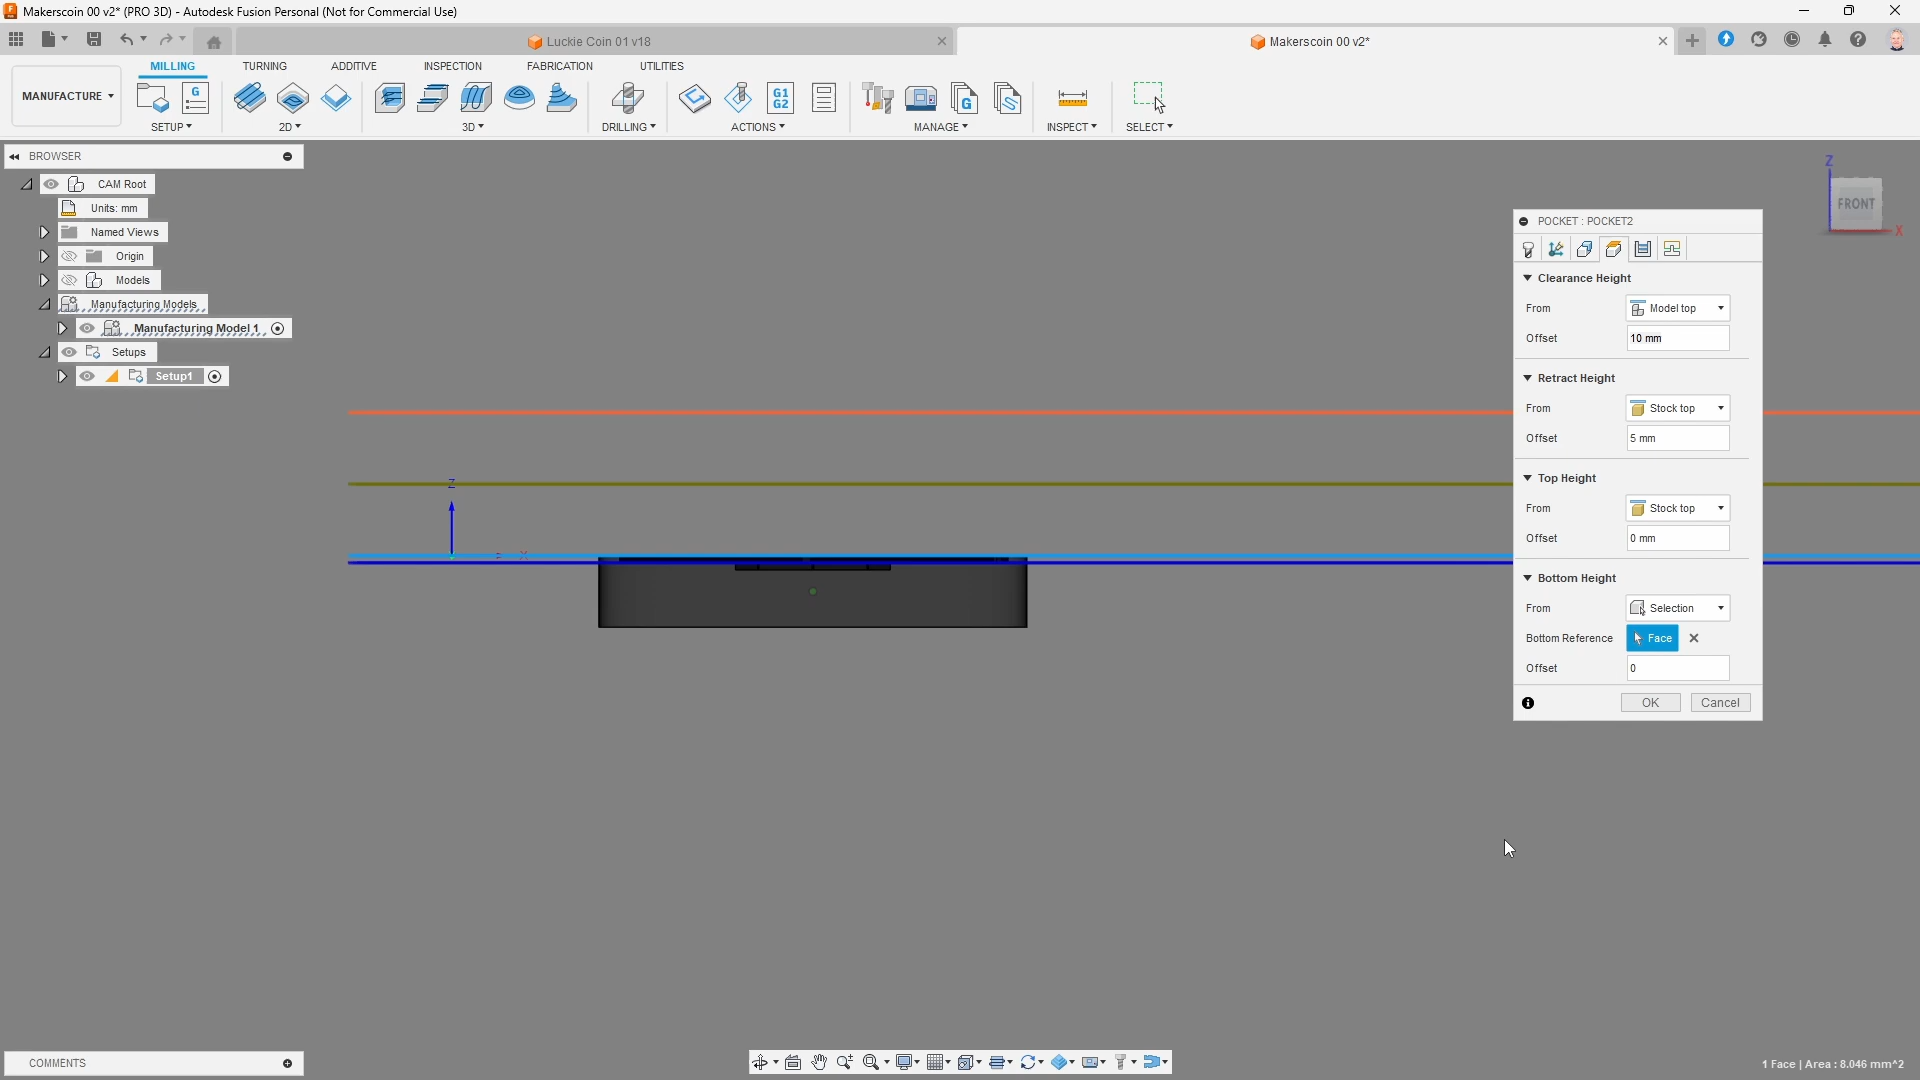 Makerscoin 00 v2* (PRO 3D) - Autodesk Fusion Personal (Not for Commercial Use)
Luckie Coin 01 v18
Makerscoin 00 v2*
MILLING
TURNING
ADDITIVE
INSPECTION
FABRICATION
UTILITIES
MANUFACTURE
G
G1
G2
G
SETUP
2D
3D
DRILLING
ACTIONS
MANAGE
INSPECT
SELECT
BROWSER
CAM Root
Units: mm
Named Views
Origin
Models
Manufacturing Models
Manufacturing Model 1
Setups
Setup1
Z
FRONT
X
Z
X
POCKET : POCKET2
Clearance Height
From Model top
Offset 10 mm
Retract Height
From Stock top
Offset 5 mm
Top Height
From Stock top
Offset 0 mm
Bottom Height
From Selection
Bottom Reference Face
Offset 0
OK Cancel
COMMENTS
1 Face | Area : 8.046 mm^2